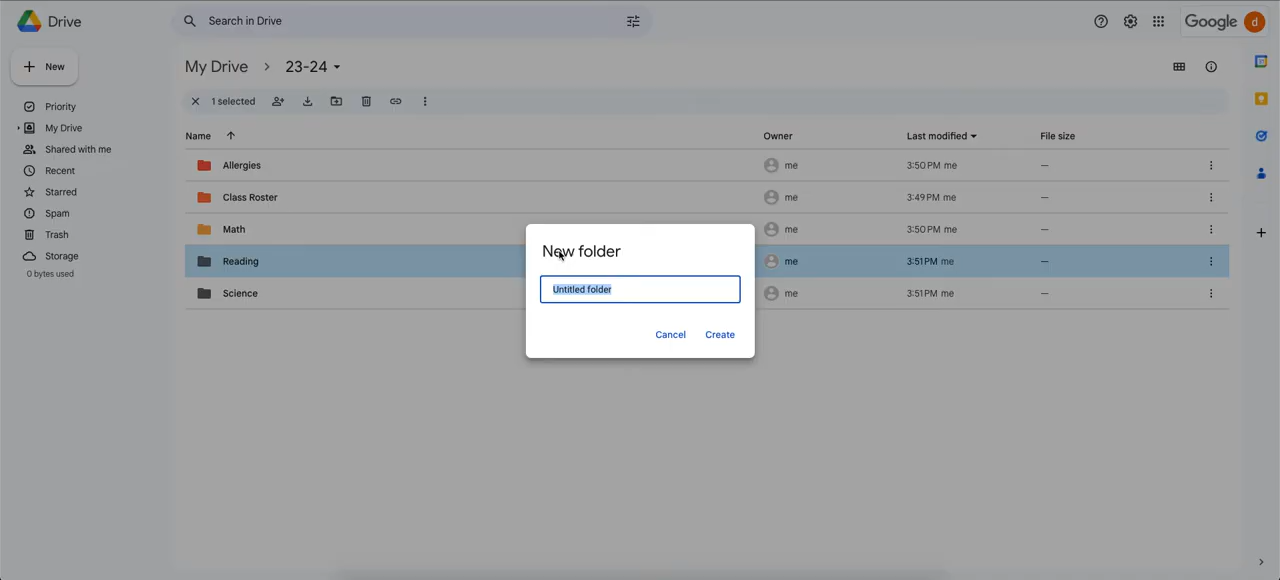 Drive
Search in Drive
Google d
New
My Drive > 23-24
1 selected
Priority
My Drive
Shared with me
Recent
Starred
Spam
Trash
Storage
0 bytes used
Name Owner Last modified File size
Allergies me 3:50 PM me —
Class Roster me 3:49 PM me —
Math me 3:50 PM me —
Reading me 3:51 PM me —
Science me 3:51 PM me —
New folder
Untitled folder
Cancel Create